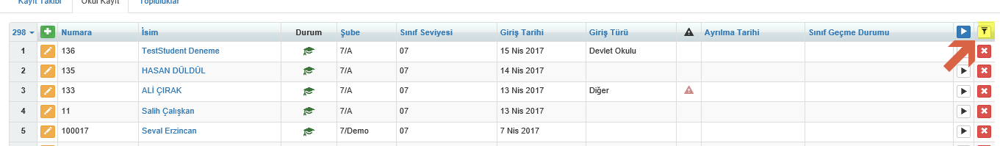 Kayıt Takibi Okul Kayıt Topluluklar
298 Numara İsim Durum Şube Sınıf Seviyesi Giriş Tarihi Giriş Türü Ayrılma Tarihi Sınıf Geçme Durumu
1 136 TestStudent Deneme 7/A 07 15 Nis 2017 Devlet Okulu
2 135 HASAN DÜLDÜL 7/A 07 14 Nis 2017
3 133 ALİ ÇIRAK 7/A 07 13 Nis 2017 Diğer
4 11 Salih Çalışkan 7/A 07 13 Nis 2017
5 100017 Seval Erzincan 7/Demo 07 7 Nis 2017